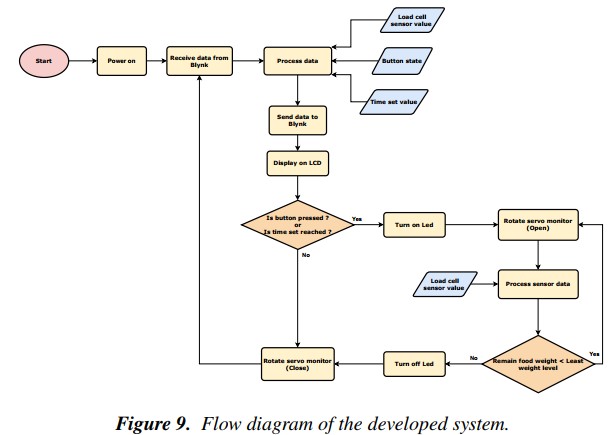 Load cell
sensor value
Start
Power on
Receive data from
Blynk
Process data
Button state
Time set value
Send data to
Blynk
Display on LCD
Is button pressed ?
or
Is time set reached ?
Yes
Turn on Led
Rotate servo monitor
(Open)
No
Load cell
sensor value
Process sensor data
Rotate servo monitor
(Close)
Turn off Led
No
Remain food weight < Least
weight level
Yes
Figure 9. Flow diagram of the developed system.